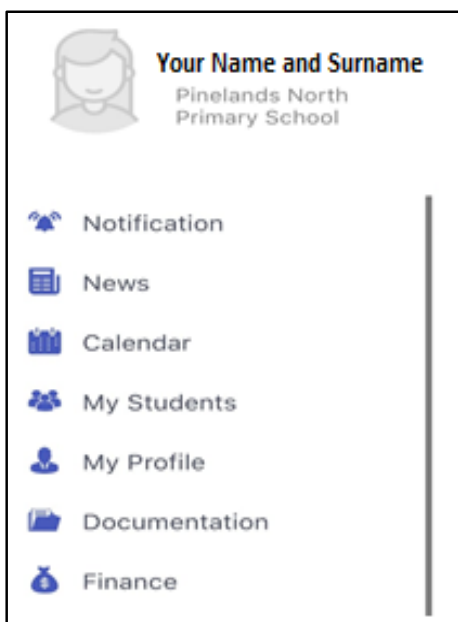 Your Name and Surname
Pinelands North
Primary School
Notification
News
Calendar
My Students
My Profile
Documentation
Finance